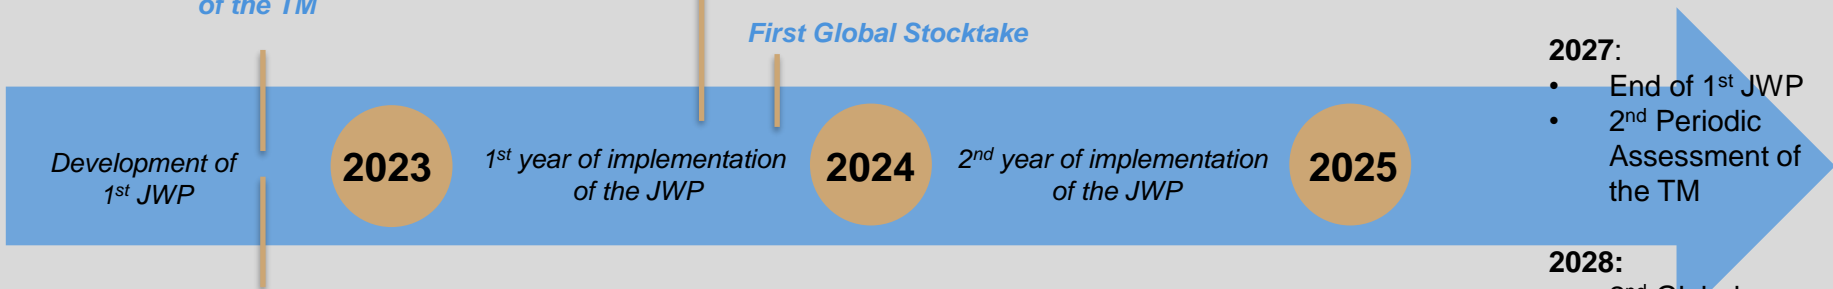 of the TM
First Global Stocktake
Development of
1st JWP
2023
1st year of implementation
of the JWP
2024
2nd year of implementation
of the JWP
2025
2027:
• End of 1st JWP
• 2nd Periodic
Assessment of
the TM
2028:
2nd Global